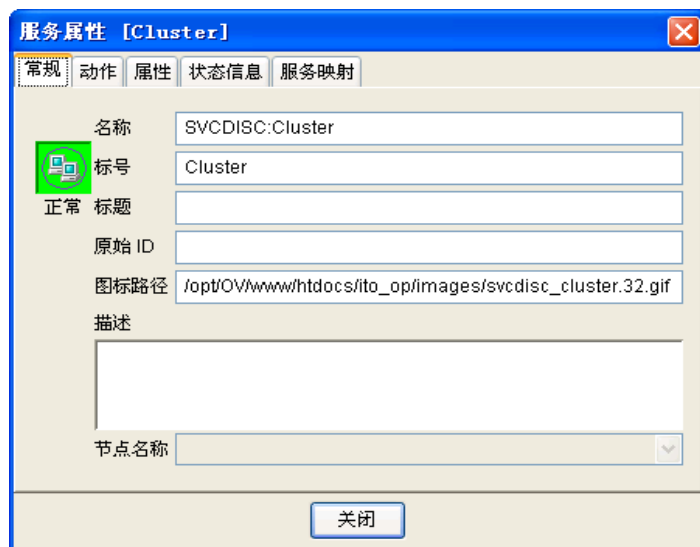 服务属性 [Cluster]
常规 动作 属性 状态信息 服务映射
名称 SVCDISC:Cluster
标号 Cluster
正常 标题
原始 ID
图标路径 /opt/OV/www/htdocs/ito_op/images/svcdisc_cluster.32.gif
描述
节点名称
关闭